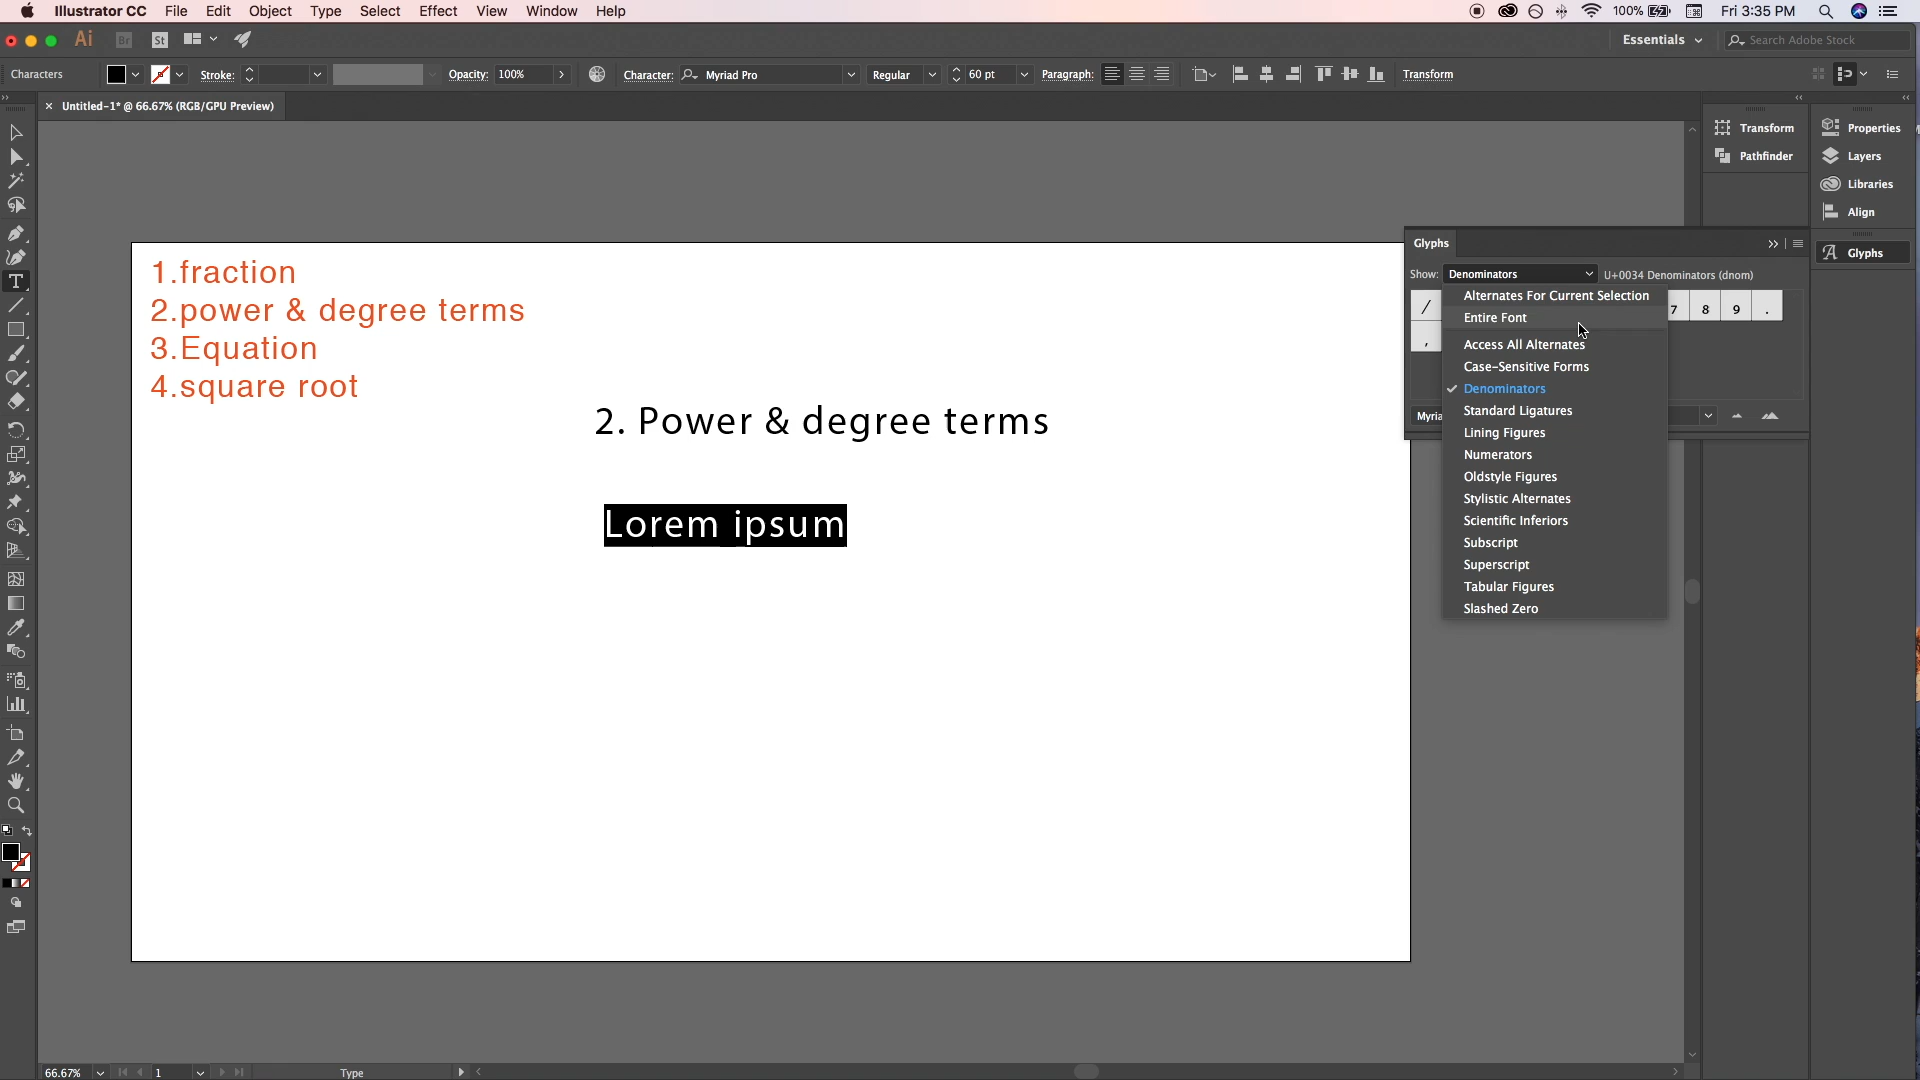 Illustrator CC File Edit Object Type Select Effect View Window Help 100% Fri 3:35 PM
Ai Br St Essentials Search Adobe Stock
Characters Stroke: Opacity: 100% Character: Myriad Pro Regular 60 pt Paragraph: Transform
× Untitled-1* @ 66.67% (RGB/GPU Preview)
Transform Properties
Pathfinder Layers
Libraries
Align
Glyphs
Glyphs
Show: Denominators U+0034 Denominators (dnom)
/ 7 8 9 .
,
Alternates For Current Selection
Entire Font
Access All Alternates
Case-Sensitive Forms
Denominators
Standard Ligatures
Lining Figures
Numerators
Oldstyle Figures
Stylistic Alternates
Scientific Inferiors
Subscript
Superscript
Tabular Figures
Slashed Zero
Myria
1.fraction
2.power & degree terms
3.Equation
4.square root
2. Power & degree terms
Lorem ipsum
66.67% 1 Type